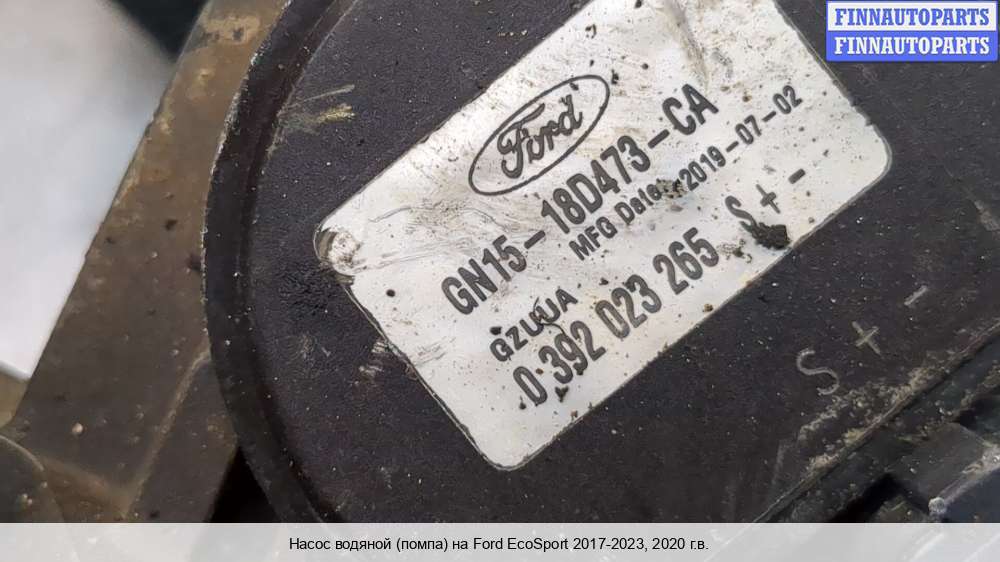 FINNAUTOPARTS
FINNAUTOPARTS
Ford
GN15-18D473-CA
MFG Date: 2019-07-02
GZUUA
0 392 023 265 S + -
S + -
Насос водяной (помпа) на Ford EcoSport 2017-2023, 2020 г.в.